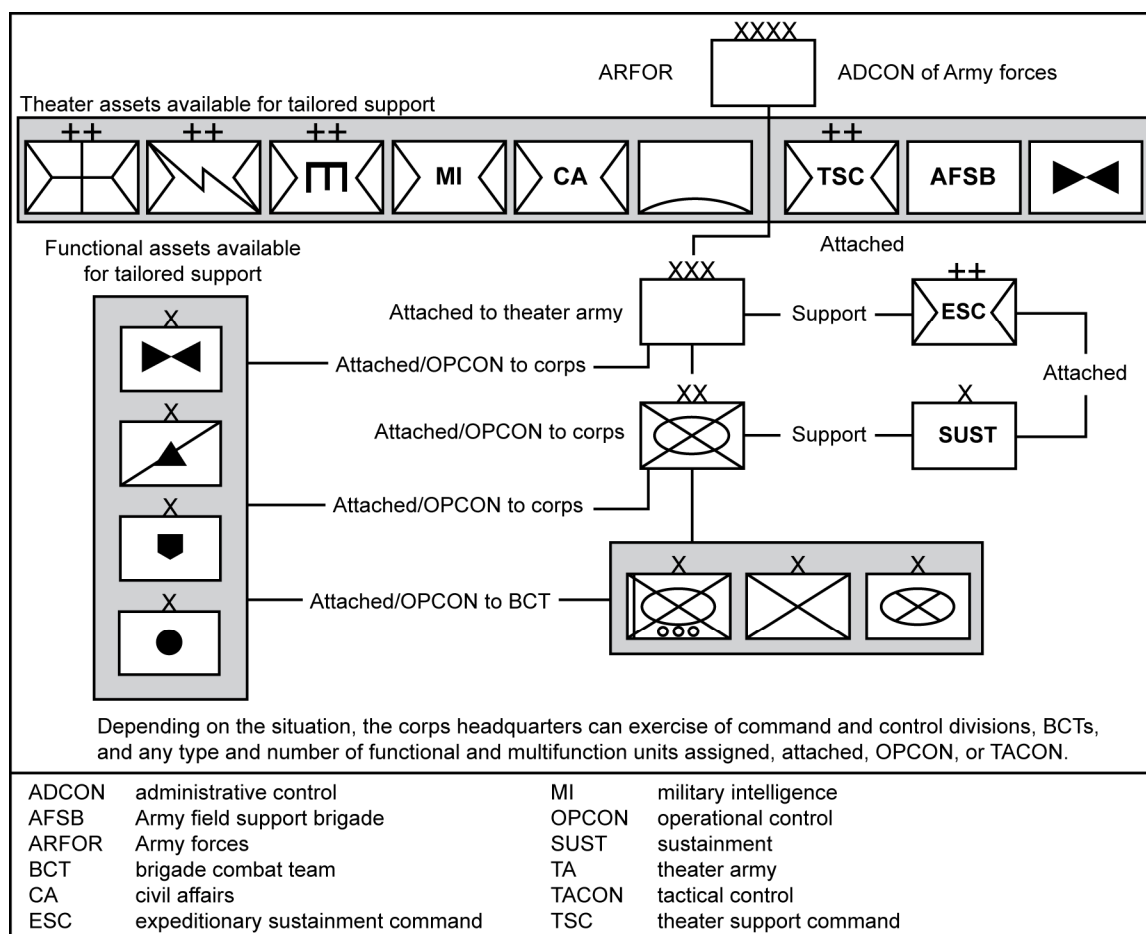 XXXX
ARFOR
ADCON of Army forces
Theater assets available for tailored support
++ ++ ++ ++
MI CA TSC AFSB
Functional assets available
for tailored support
Attached
XXX
++
Attached to theater army
Support
ESC
X
Attached/OPCON to corps
Attached
XX
X
X
Attached/OPCON to corps
Support
SUST
X
Attached/OPCON to corps
X X X
X
Attached/OPCON to BCT
Depending on the situation, the corps headquarters can exercise of command and control divisions, BCTs,
and any type and number of functional and multifunction units assigned, attached, OPCON, or TACON.
ADCON administrative control
AFSB Army field support brigade
ARFOR Army forces
BCT brigade combat team
CA civil affairs
ESC expeditionary sustainment command
MI military intelligence
OPCON operational control
SUST sustainment
TA theater army
TACON tactical control
TSC theater support command